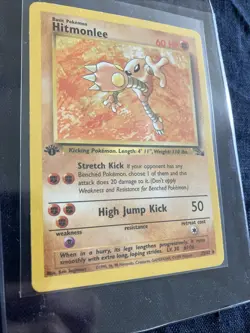 Basic Pokémon
Hitmonlee
60 HP
Kicking Pokémon. Length: 4' 11", Weight: 110 lbs.
Stretch Kick If your opponent has any
Benched Pokémon, choose 1 of them and this
attack does 20 damage to it. (Don't apply
Weakness and Resistance for Benched Pokémon.)
High Jump Kick 50
weakness
resistance
retreat cost
When in a hurry, its legs lengthen progressively. It runs
smoothly with extra long, loping strides. LV. 30